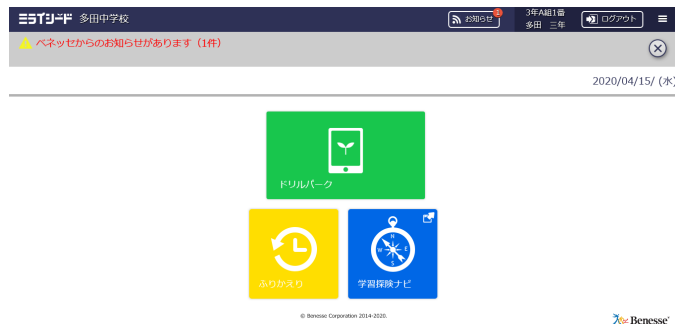 ミライシード 多田中学校
お知らせ 1
3年A組1番
多田 三年
ログアウト
ベネッセからのお知らせがあります (1件)
2020/04/15/ (水
ドリルパーク
N
W E
S
ふりかえり
学習探険ナビ
© Benesse Corporation 2014-2020.
Benesse®